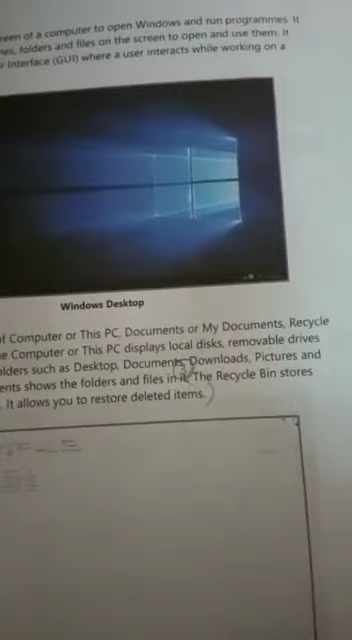 een of a computer to open Windows and run programmes. It
es, folders and files on the screen to open and use them. It
r Interface (GUI) where a user interacts while working on a
Windows Desktop
of Computer or This PC, Documents or My Documents, Recycle
e Computer or This PC displays local disks, removable drives
lders such as Desktop, Documents, Downloads, Pictures and
ents shows the folders and files in it. The Recycle Bin stores
. It allows you to restore deleted items.